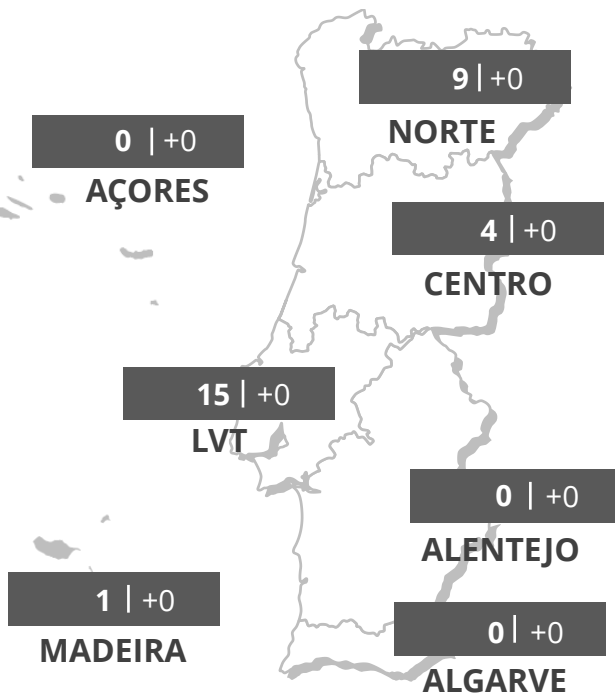 9 | +0
NORTE
0 | +0
AÇORES
4 | +0
CENTRO
15 | +0
LVT
0 | +0
ALENTEJO
1 | +0
MADEIRA
0 | +0
ALGARVE